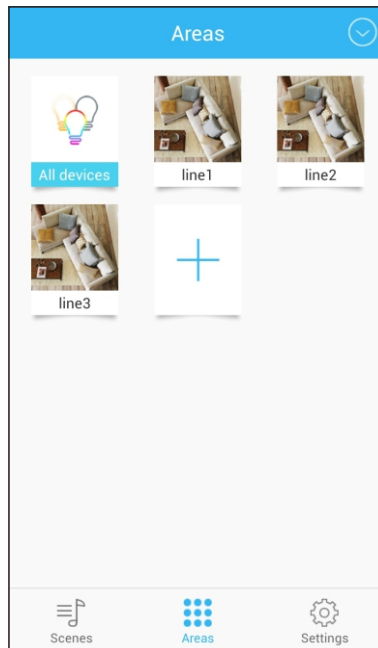 Areas
All devices
line1
line2
line3
Scenes
Areas
Settings